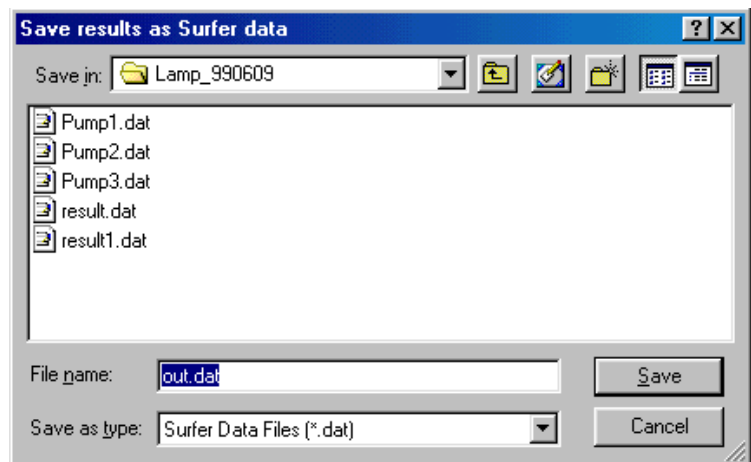 Save results as Surfer data
Save in: Lamp_990609
Pump1.dat
Pump2.dat
Pump3.dat
result.dat
result1.dat
File name: out.dat Save
Save as type: Surfer Data Files (*.dat) Cancel